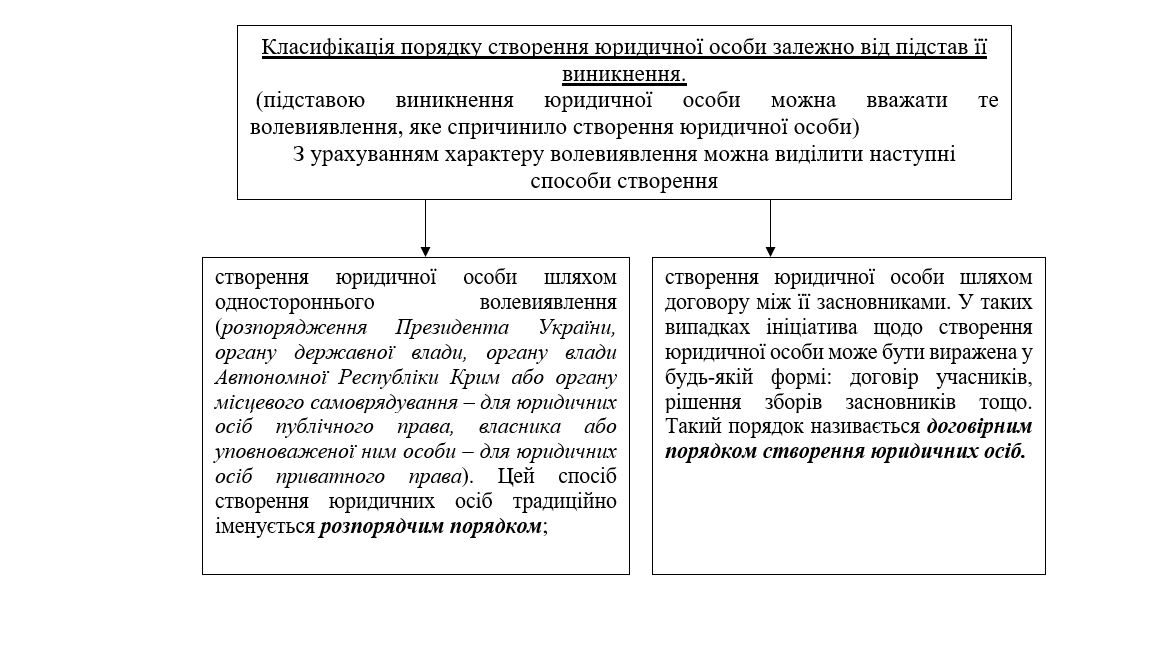 Класифікація порядку створення юридичної особи залежно від підстав її
виникнення.
(підставою виникнення юридичної особи можна вважати те
волевиявлення, яке спричинило створення юридичної особи)
З урахуванням характеру волевиявлення можна виділити наступні
способи створення
створення юридичної особи шляхом
одностороннього волевиявлення
(розпорядження Президента України,
органу державної влади, органу влади
Автономної Республіки Крим або органу
місцевого самоврядування – для юридичних
осіб публічного права, власника або
уповноваженої ним особи – для юридичних
осіб приватного права). Цей спосіб
створення юридичних осіб традиційно
іменується розпорядчим порядком;
створення юридичної особи шляхом
договору між її засновниками. У таких
випадках ініціатива щодо створення
юридичної особи може бути виражена у
будь-якій формі: договір учасників,
рішення зборів засновників тощо.
Такий порядок називається договірним
порядком створення юридичних осіб.